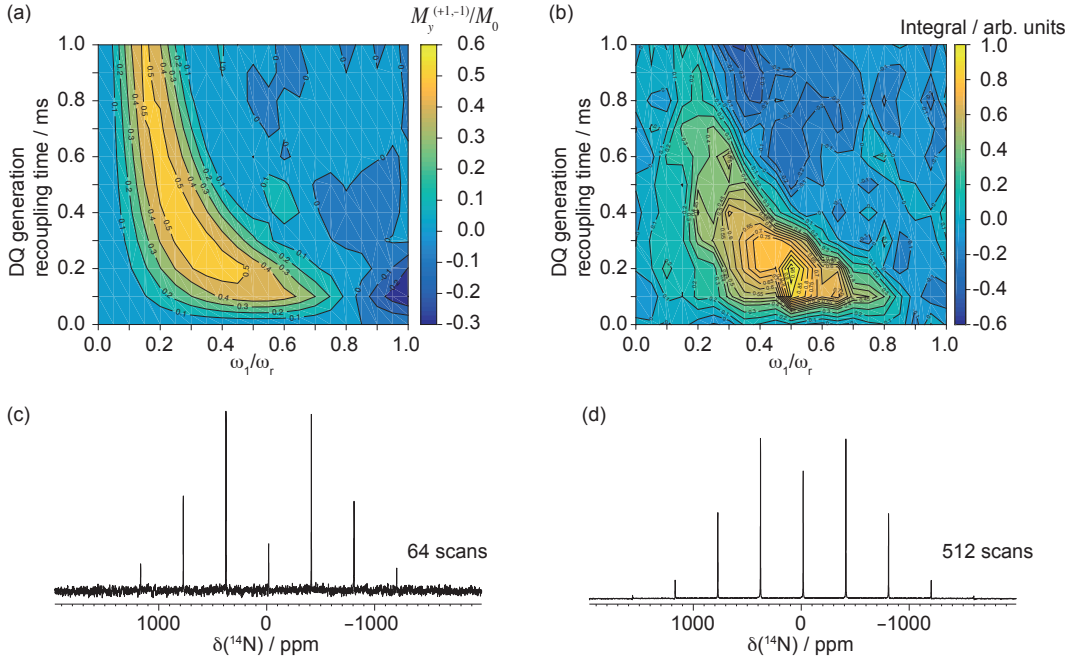 (a)
M_y^(+1,-1)/M_0
1.0
0.8
0.6
0.4
0.2
0.0
DQ generation
recoupling time / ms
0.0 0.2 0.4 0.6 0.8 1.0
ω_1/ω_r
0.6
0.5
0.4
0.3
0.2
0.1
0.0
-0.1
-0.2
-0.3
(b)
Integral / arb. units
1.0
0.8
0.6
0.4
0.2
0.0
DQ generation
recoupling time / ms
0.0 0.2 0.4 0.6 0.8 1.0
ω_1/ω_r
1.0
0.8
0.6
0.4
0.2
0.0
-0.2
-0.4
-0.6
(c)
64 scans
1000 0 −1000
δ(¹⁴N) / ppm
(d)
512 scans
1000 0 −1000
δ(¹⁴N) / ppm